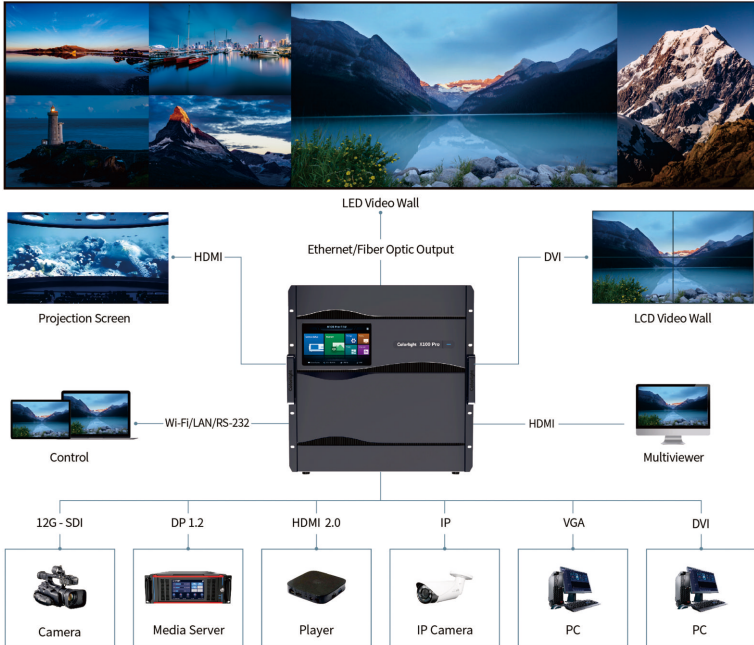 LED Video Wall
Ethernet/Fiber Optic Output
HDMI
DVI
Projection Screen
LCD Video Wall
Colorlight X100 Pro
Wi-Fi/LAN/RS-232
HDMI
Control
Multiviewer
12G - SDI
DP 1.2
HDMI 2.0
IP
VGA
DVI
Camera
Media Server
Player
IP Camera
PC
PC